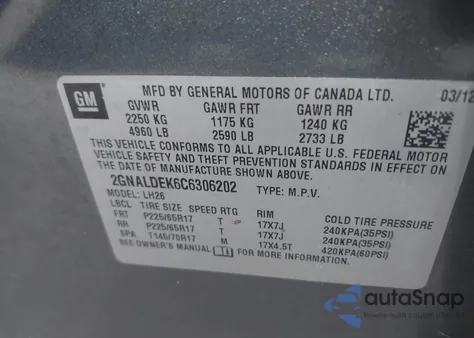 GM
MFD BY GENERAL MOTORS OF CANADA LTD. 03/12
GVWR GAWR FRT GAWR RR
2250 KG 1175 KG 1240 KG
4960 LB 2590 LB 2733 LB
THIS VEHICLE CONFORMS TO ALL APPLICABLE U.S. FEDERAL MOTOR
VEHICLE SAFETY AND THEFT PREVENTION STANDARDS IN EFFECT ON
THE DATE OF MANUFACTURE SHOWN ABOVE.
2GNALDEK6C6306202 TYPE: M.P.V.
MODEL: LH26
LBCL TIRE SIZE SPEED RTG RIM COLD TIRE PRESSURE
FRT P225/65R17 T 17X7J 240KPA(35PSI)
RR P225/65R17 T 17X7J 240KPA(35PSI)
SPA T145/70R17 M 17X4.5T 420KPA(60PSI)
SEE OWNER'S MANUAL FOR MORE INFORMATION.
autoSnap
www.autosnap